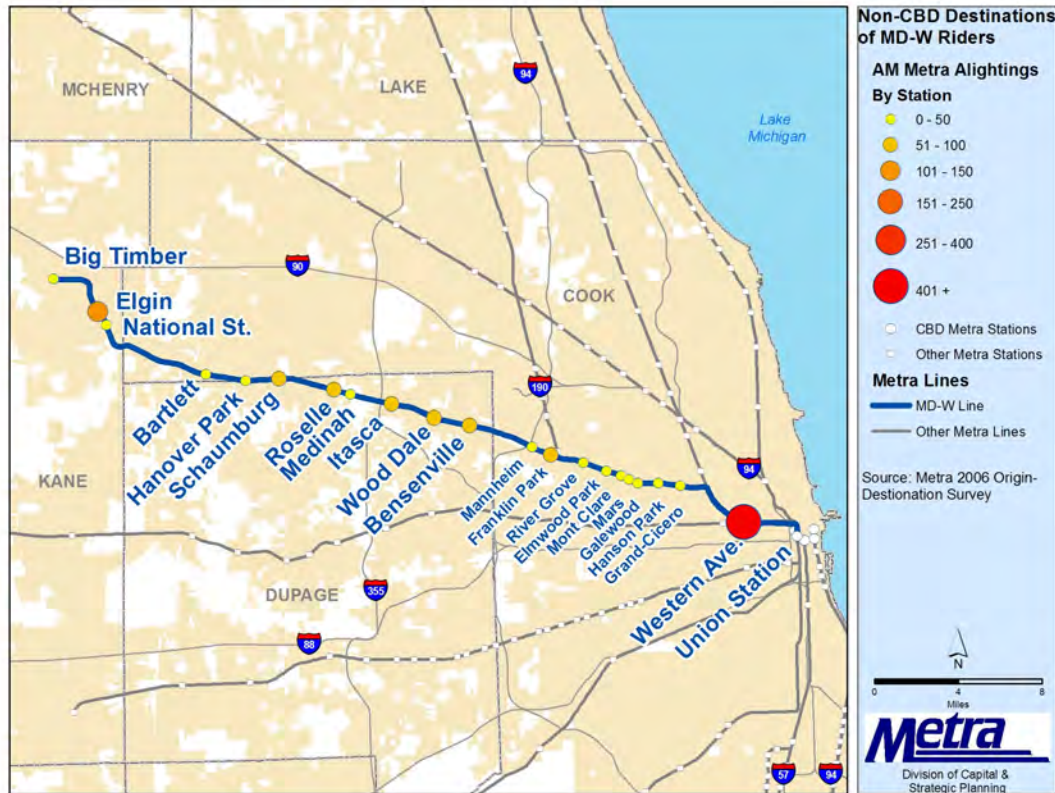 MCHENRY
LAKE
94
Lake
Michigan
Big Timber
90
Elgin
National St.
COOK
190
Bartlett
Hanover Park
Schaumburg
Roselle
Medinah
Itasca
Wood Dale
Bensenville
Mannheim
Franklin Park
River Grove
Elmwood Park
Mont Clare
Mars
Galewood
Hanson Park
Grand-Cicero
Western Ave.
Union Station
94
KANE
DUPAGE
355
88
57
94
Non-CBD Destinations
of MD-W Riders
AM Metra Alightings
By Station
0 - 50
51 - 100
101 - 150
151 - 250
251 - 400
401 +
CBD Metra Stations
Other Metra Stations
Metra Lines
MD-W Line
Other Metra Lines
Source: Metra 2006 Origin-
Destionation Survey
N
0 4 8
Miles
Metra
Division of Capital &
Strategic Planning